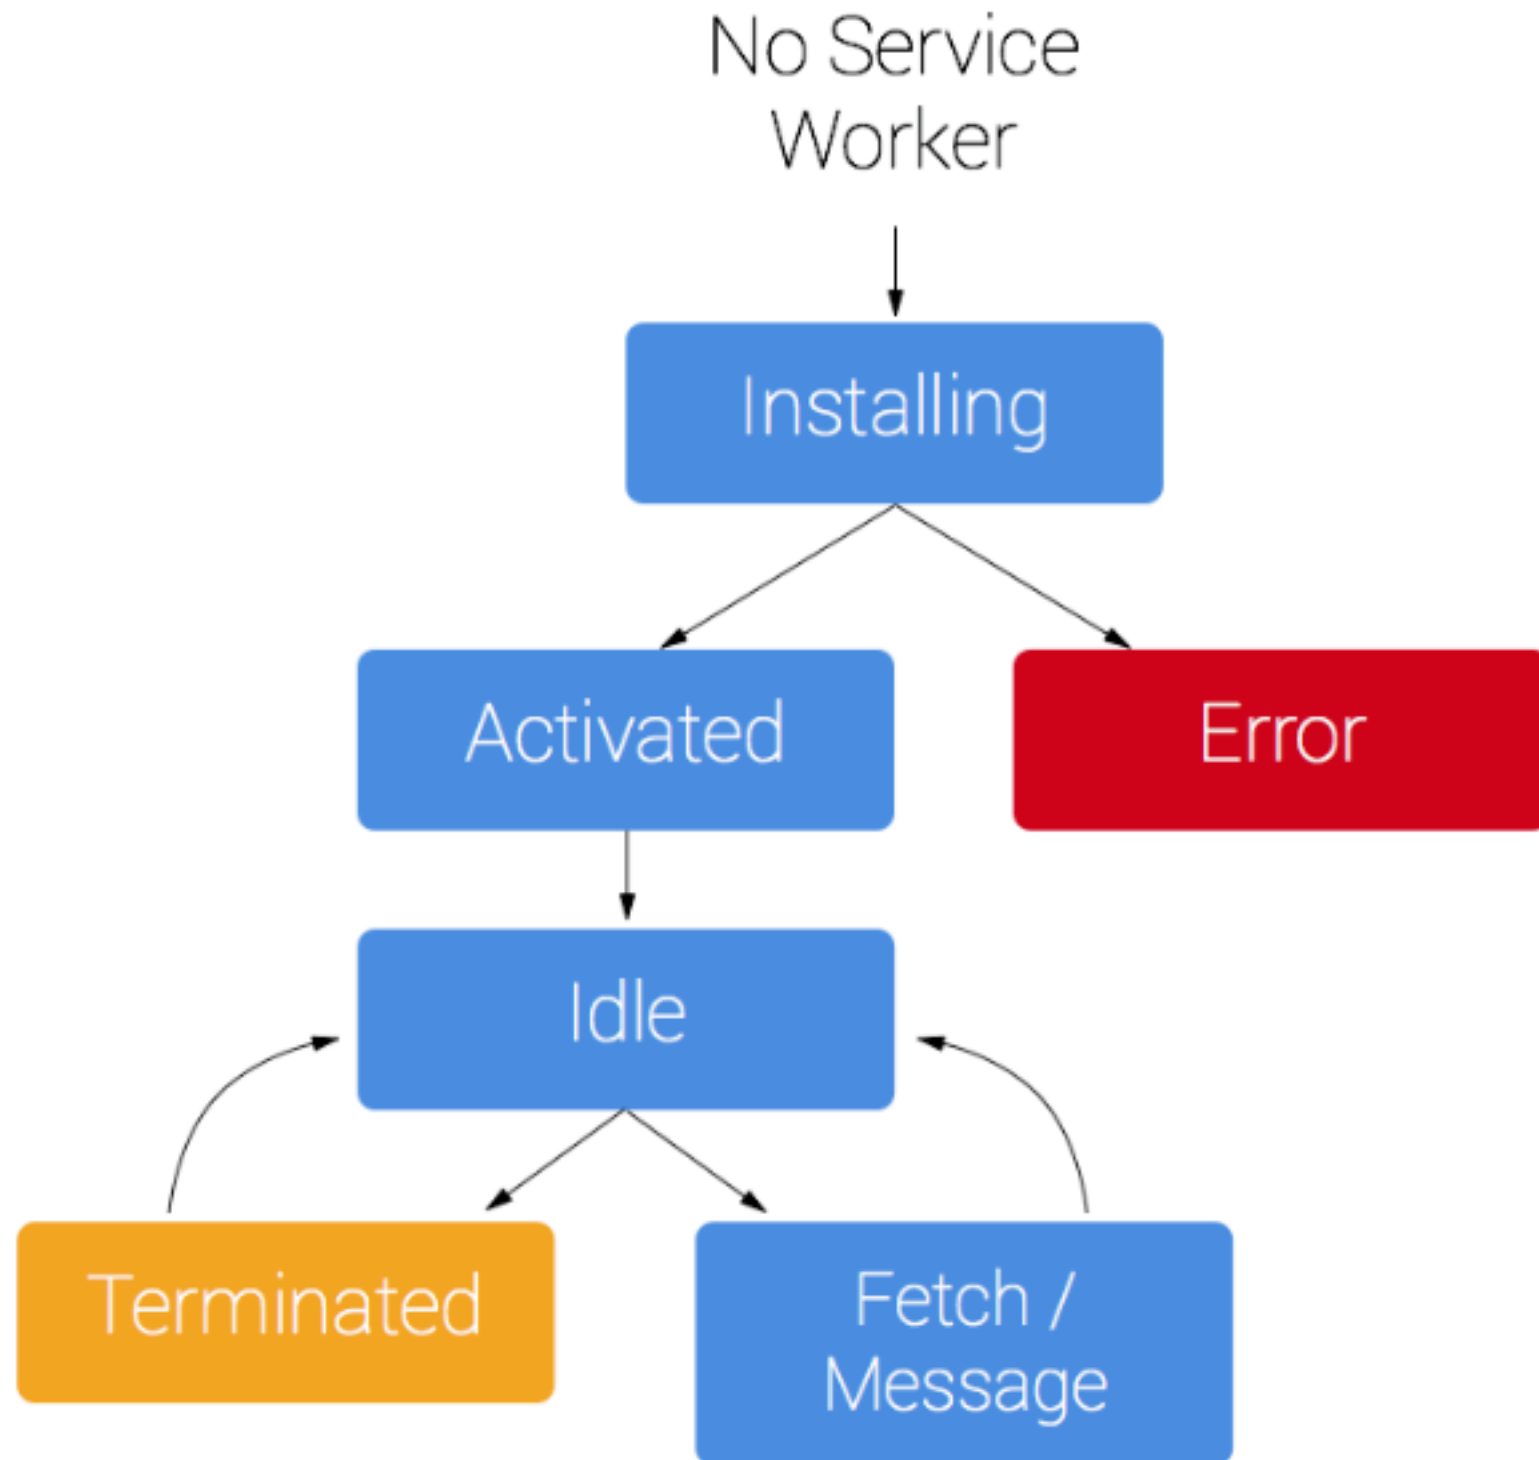 No Service
Worker
Installing
Activated
Error
Idle
Terminated
Fetch /
Message